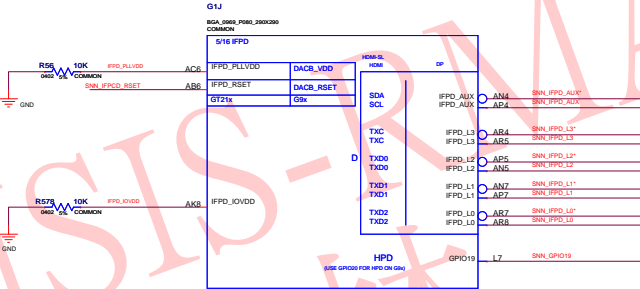 G1J
BGA_0969_P080_290X290
COMMON
5/16 IFPD
HDMI-SL
HDMI
DP
R56 10K
0402 5% COMMON
IFPD_PLLVDD
AC6 IFPD_PLLVDD DACB_VDD
SNN_IFPCD_RSET AB6 IFPD_RSET DACB_RSET
GT21x G9x
GND
SDA IFPD_AUX AN4 SNN_IFPD_AUX*
SCL IFPD_AUX AP4 SNN_IFPD_AUX
TXC IFPD_L3 AR4 SNN_IFPD_L3*
TXC IFPD_L3 AR5 SNN_IFPD_L3
D
TXD0 IFPD_L2 AP5 SNN_IFPD_L2*
TXD0 IFPD_L2 AN5 SNN_IFPD_L2
TXD1 IFPD_L1 AN7 SNN_IFPD_L1*
TXD1 IFPD_L1 AP7 SNN_IFPD_L1
R578 10K
0402 5% COMMON
IFPD_IOVDD
AK8 IFPD_IOVDD
GND
TXD2 IFPD_L0 AR7 SNN_IFPD_L0*
TXD2 IFPD_L0 AR8 SNN_IFPD_L0
HPD GPIO19 L7 SNN_GPIO19
(USE GPIO20 FOR HPD ON G9x)
SIS-RMA